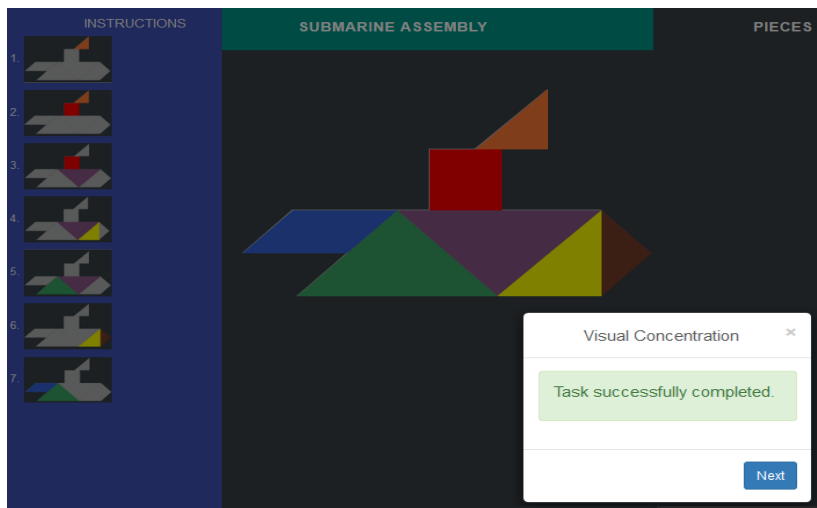 INSTRUCTIONS
SUBMARINE ASSEMBLY
PIECES
1.
2.
3.
4.
5.
6.
7.
Visual Concentration ×
Task successfully completed.
Next